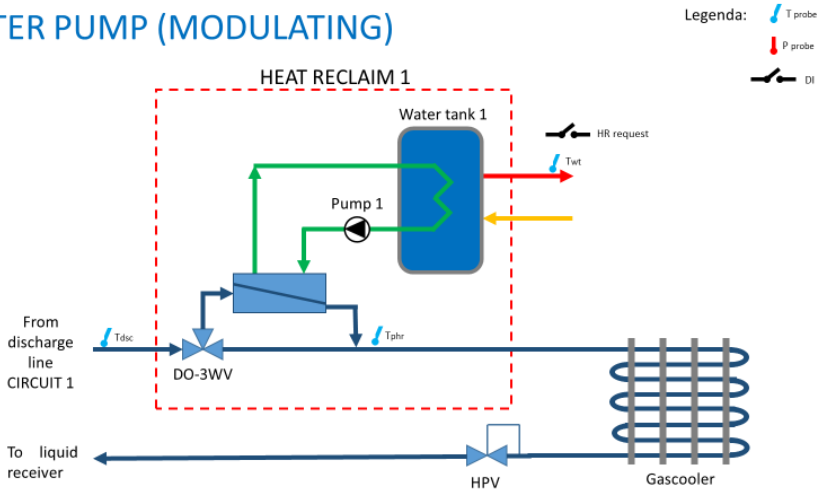 TER PUMP (MODULATING)
Legenda:
T probe
P probe
DI
HEAT RECLAIM 1
Water tank 1
HR request
Twt
Pump 1
From
discharge
line
CIRCUIT 1
Tdsc
Tphr
DO-3WV
To liquid
receiver
HPV
Gascooler